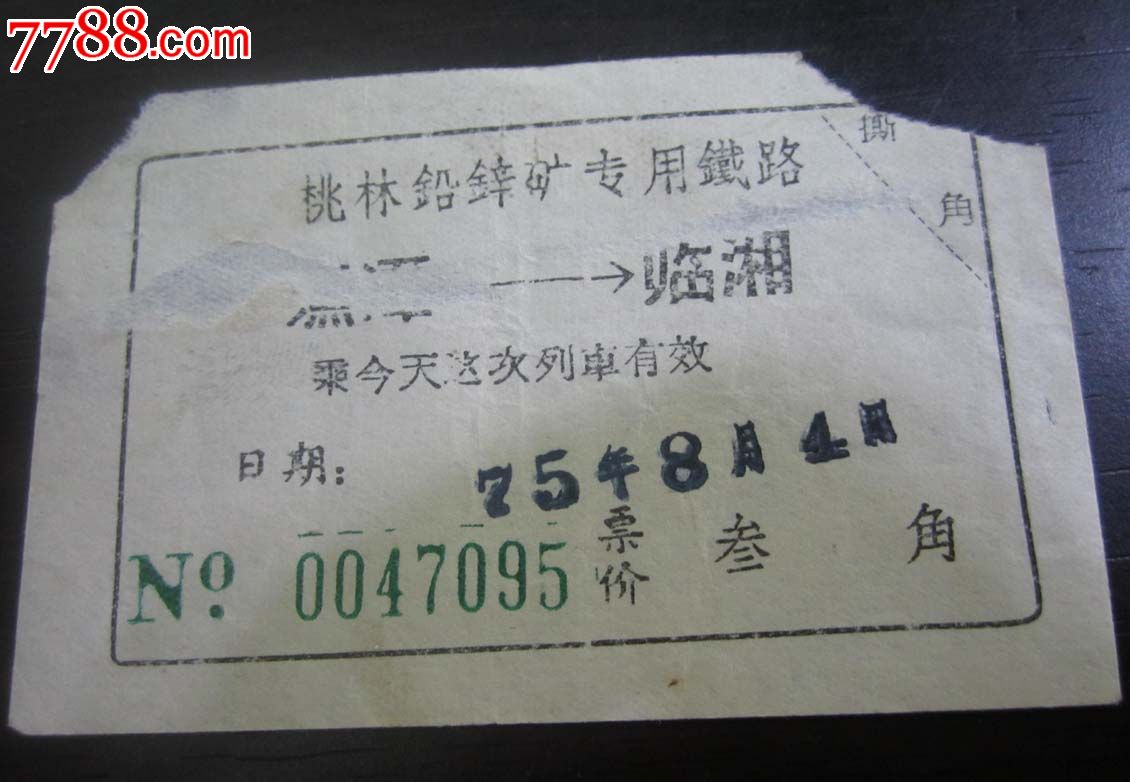 7788.com
撕
角
桃林鉛鋅矿专用鐵路
→临湘
乘今天这次列車有效
日期: 75年8月4日
No. 0047095 票价 叁 角